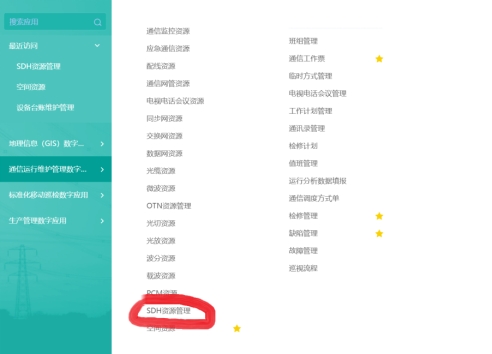 搜索应用
最近访问
SDH资源管理
空间资源
设备台账维护管理
地理信息（GIS）数字...
通信运行维护管理数字...
标准化移动巡检数字应用
生产管理数字应用
通信监控资源
应急通信资源
配线资源
通信网管资源
电视电话会议资源
同步网资源
交换网资源
数据网资源
光缆资源
微波资源
OTN资源管理
光切资源
光放资源
波分资源
载波资源
PCM资源
SDH资源管理
空间资源
班组管理
通信工作票
临时方式管理
电视电话会议管理
工作计划管理
通讯录管理
检修计划
值班管理
运行分析数据填报
通信调度方式单
检修管理
缺陷管理
故障管理
巡视流程